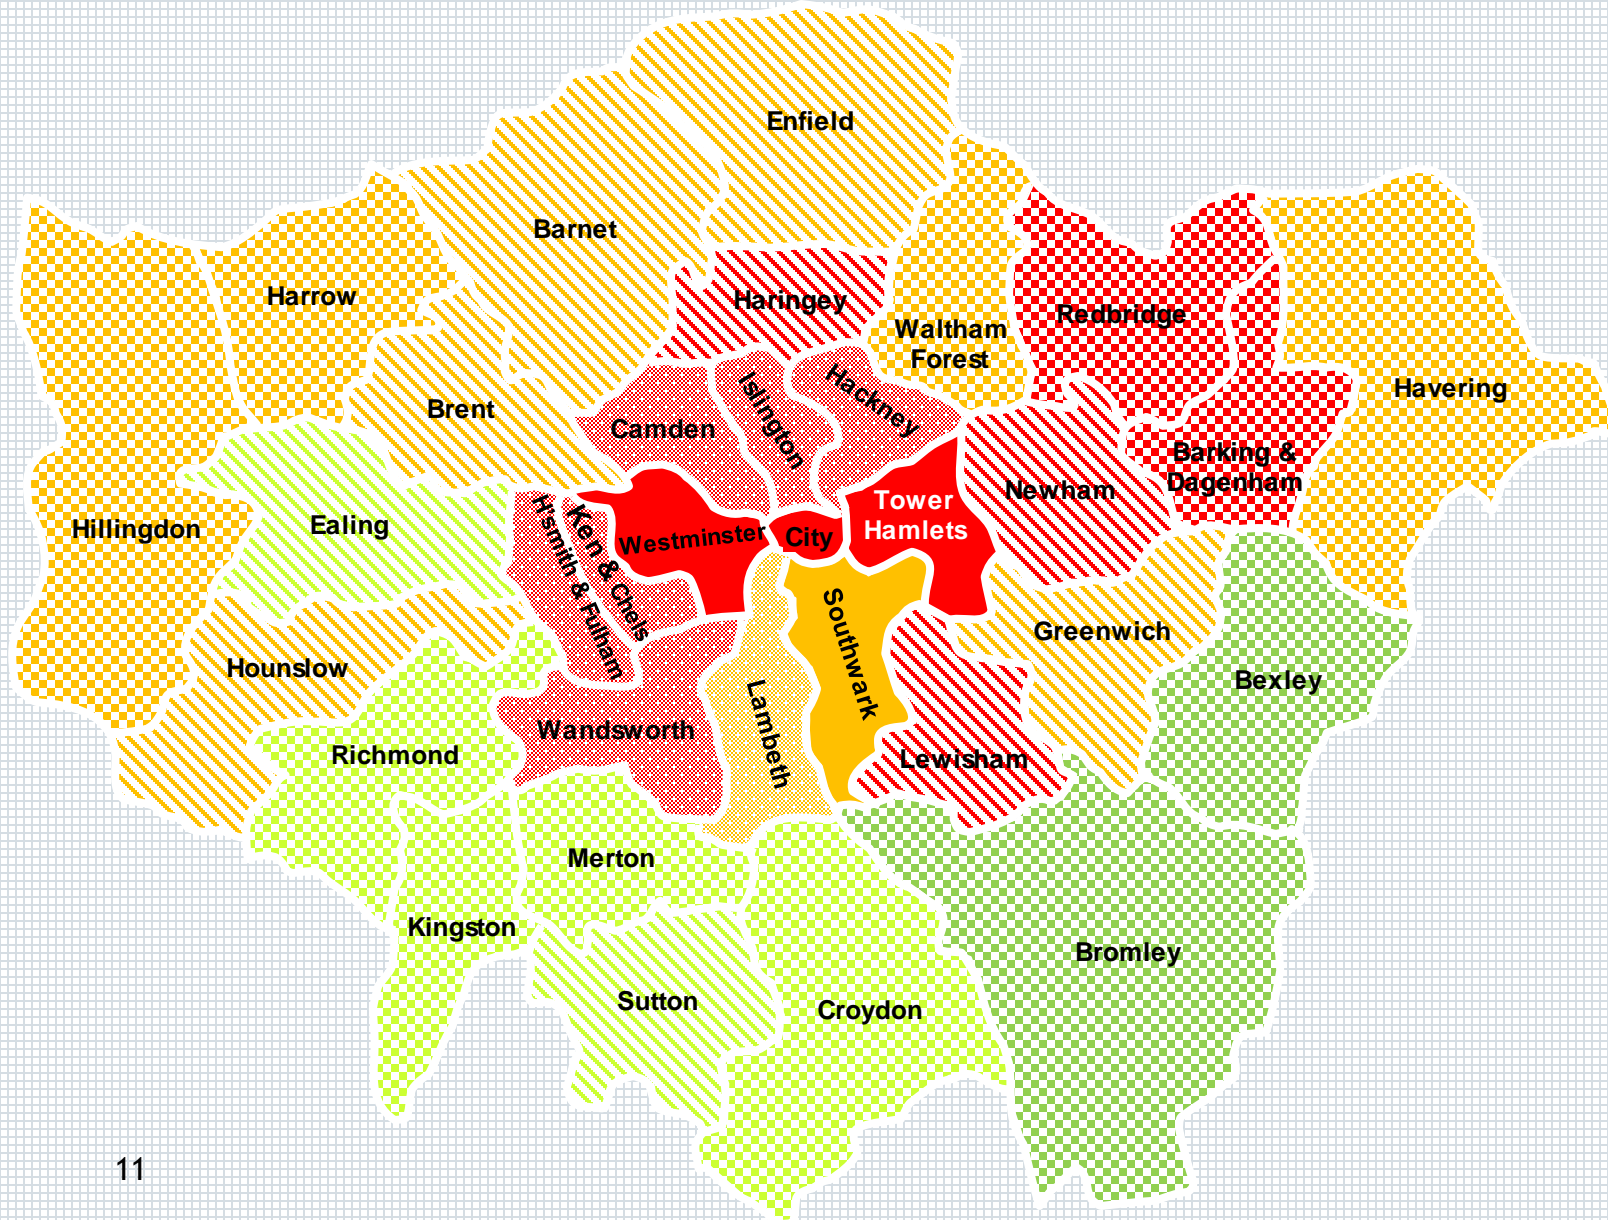 Enfield
Barnet
Harrow
Haringey
Redbridge
Waltham
Forest
Havering
Brent
Camden
Islington
Hackney
Barking &
Dagenham
Newham
Tower
Hamlets
Hillingdon
Ealing
H'smith & Fulham
Ken & Chels
Westminster
City
Southwark
Greenwich
Hounslow
Bexley
Wandsworth
Lambeth
Richmond
Lewisham
Merton
Kingston
Bromley
Sutton
Croydon
11